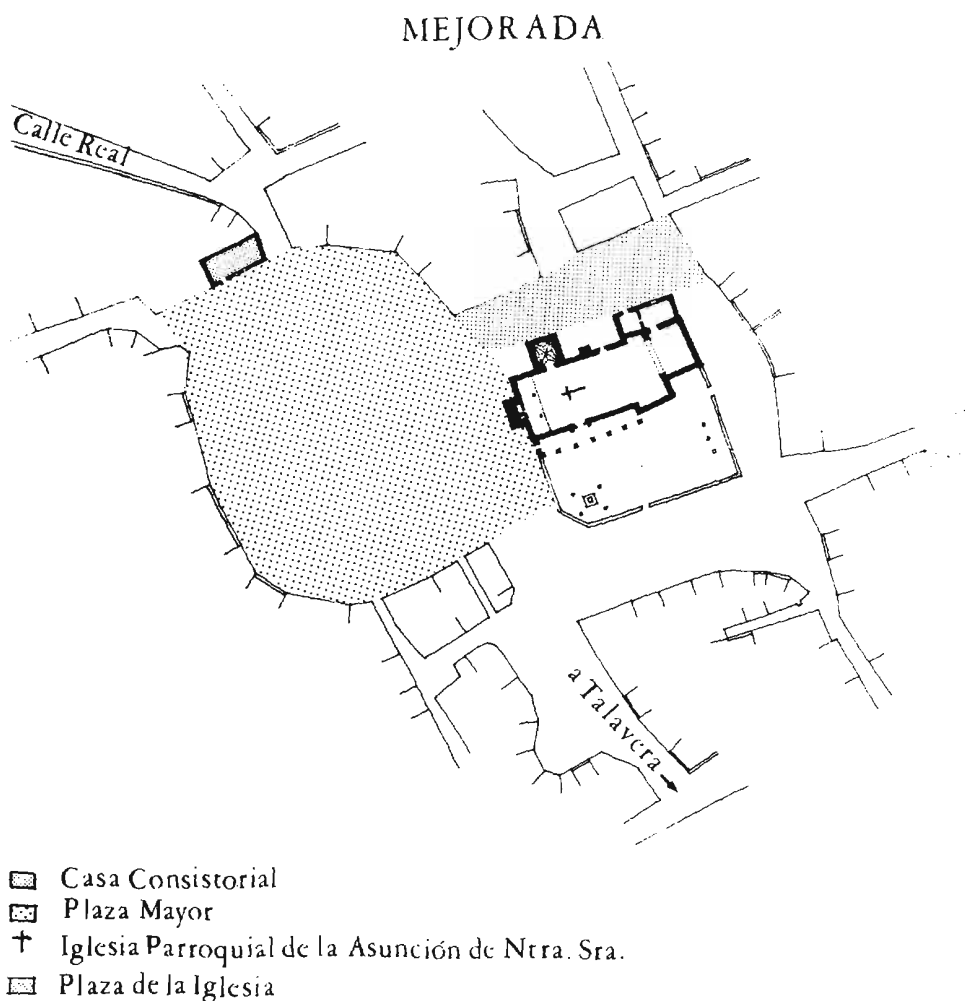 MEJORADA
Calle Real
a Talavera →
Casa Consistorial
Plaza Mayor
Iglesia Parroquial de la Asunción de Ntra. Sra.
Plaza de la Iglesia